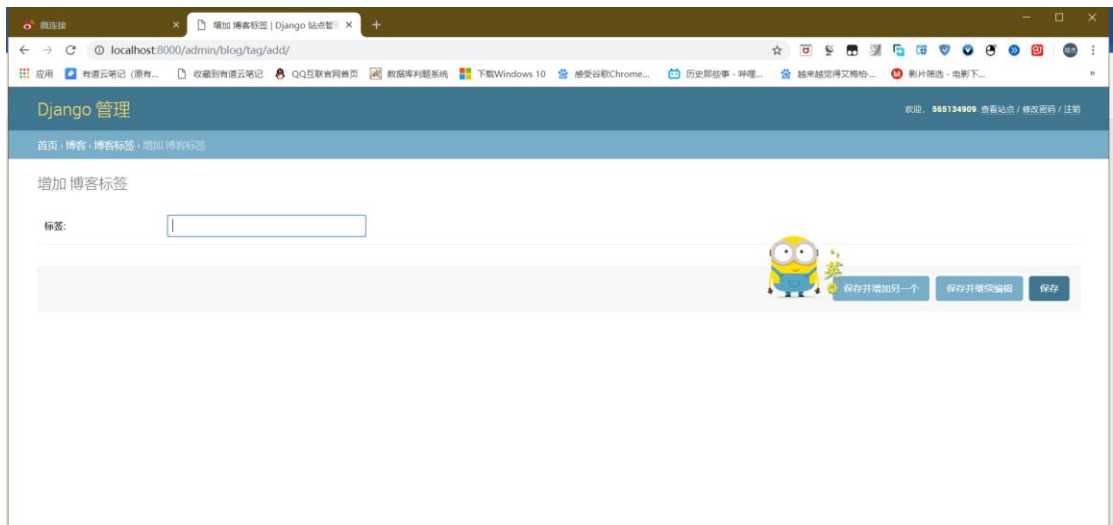 微连接
增加 博客标签 | Django 站点管
localhost:8000/admin/blog/tag/add/
应用 有道云笔记 (原有... 收藏到有道云笔记 QQ互联官网首页 数据库判题系统 下载Windows 10 感受谷歌Chrome... 历史那些事 - 哔哩... 越来越觉得艾梅柏-... 影片筛选 - 电影下... »
Django 管理
欢迎, 565134909. 查看站点 / 修改密码 / 注销
首页 › 博客 › 博客标签 › 增加 博客标签
增加 博客标签
标签:
英
保存并增加另一个 保存并继续编辑 保存